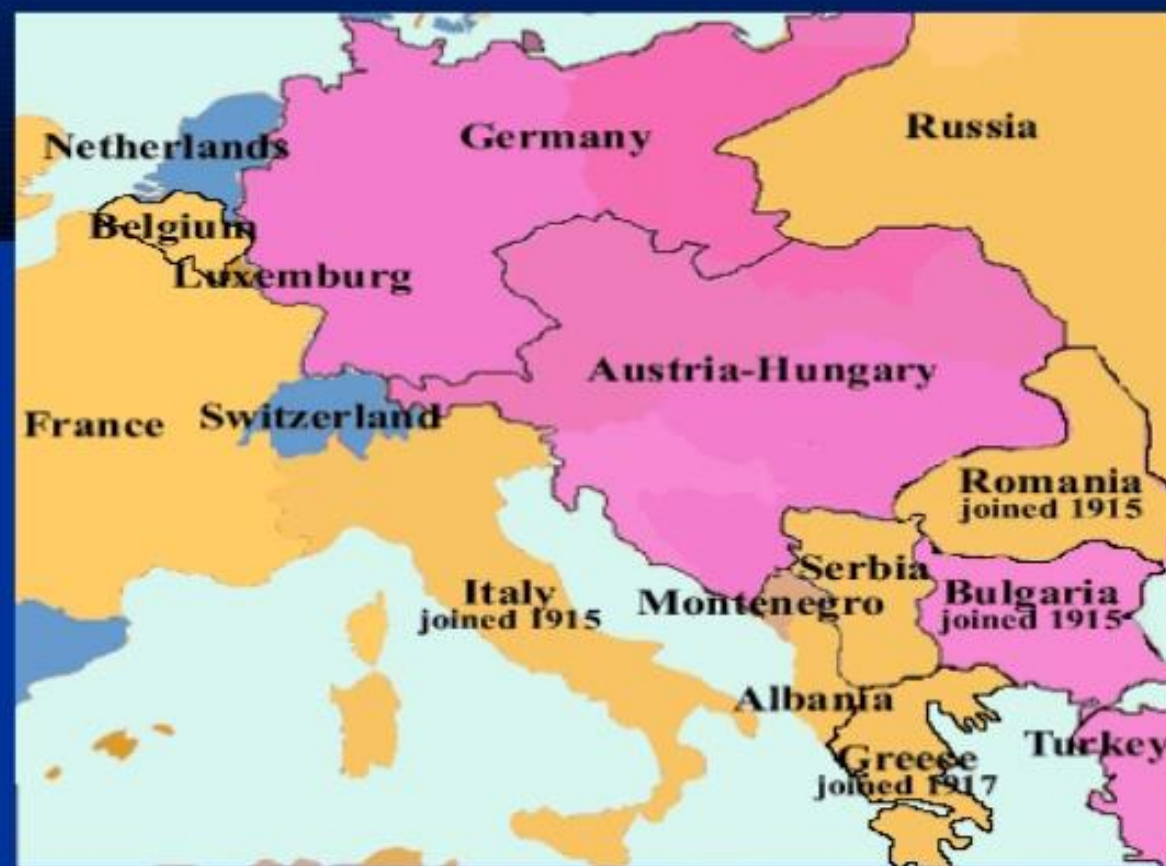 Netherlands
Germany
Russia
Belgium
Luxemburg
Austria-Hungary
France
Switzerland
Romania
joined 1915
Serbia
Italy
joined 1915
Montenegro
Bulgaria
joined 1915
Albania
Greece
joined 1917
Turkey